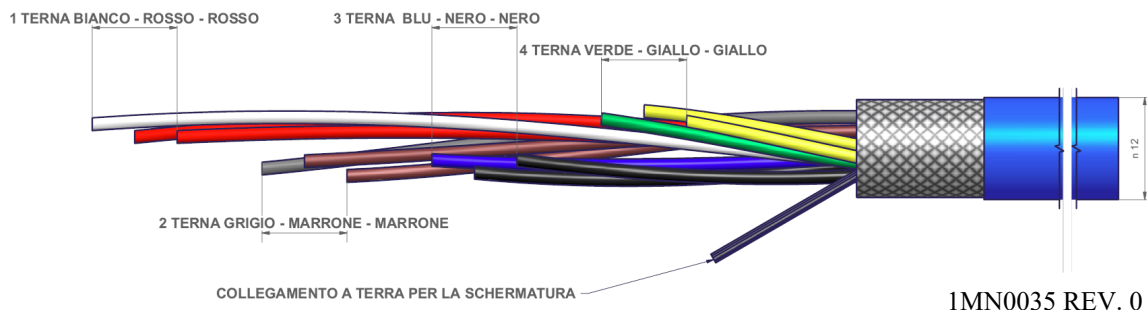 1 TERNA BIANCO - ROSSO - ROSSO
3 TERNA BLU - NERO - NERO
4 TERNA VERDE - GIALLO - GIALLO
n 12
2 TERNA GRIGIO - MARRONE - MARRONE
COLLEGAMENTO A TERRA PER LA SCHERMATURA
1MN0035 REV. 0